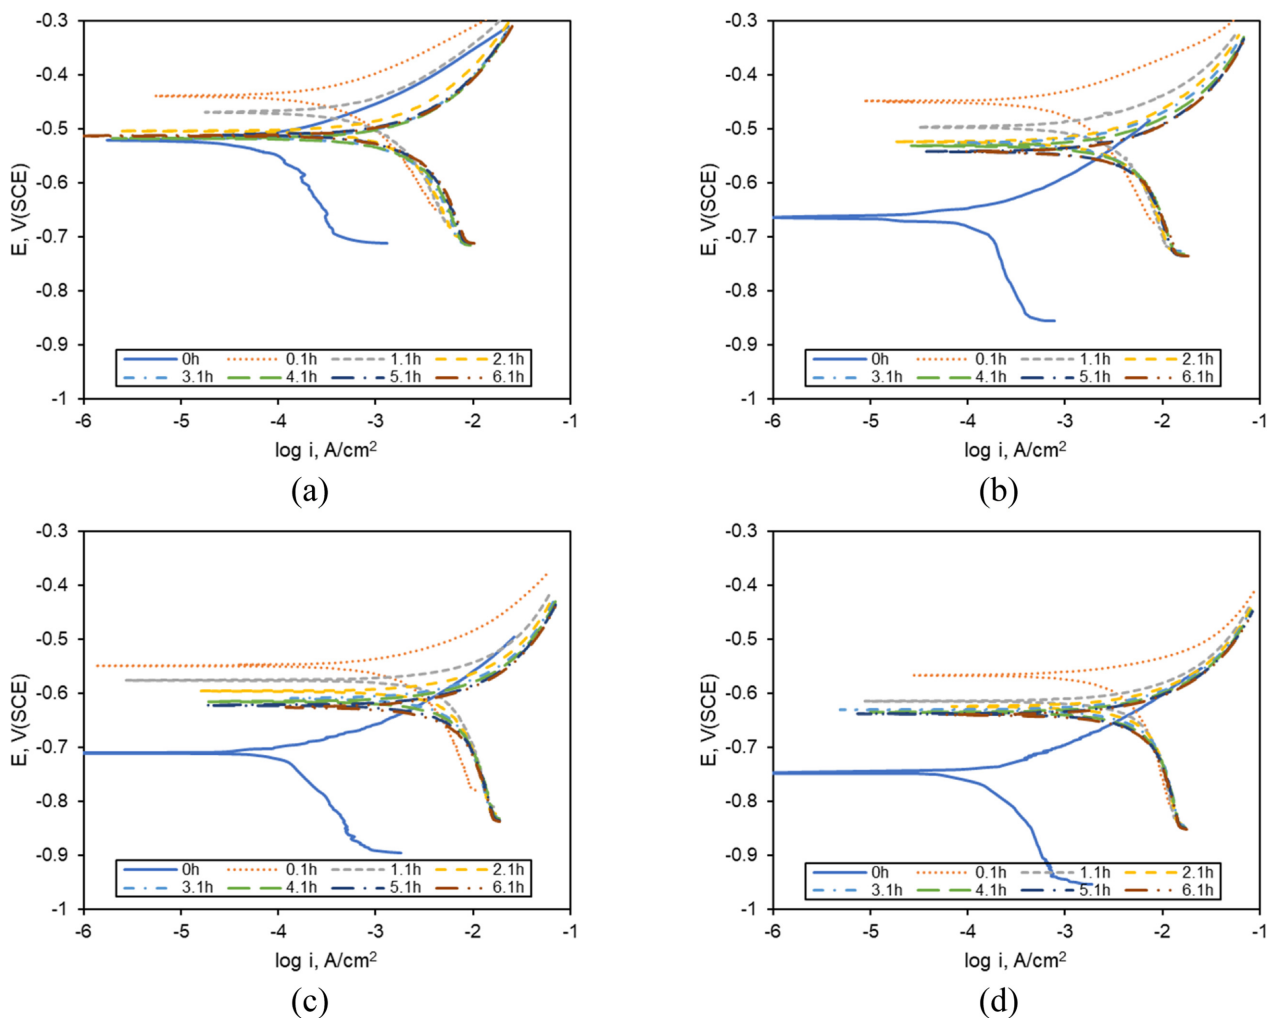 -0.3
-0.4
-0.5
-0.6
-0.7
-0.8
-0.9
-1
E, V(SCE)
0h 0.1h 1.1h 2.1h
3.1h 4.1h 5.1h 6.1h
-6 -5 -4 -3 -2 -1
log i, A/cm²
(a)
-0.3
-0.4
-0.5
-0.6
-0.7
-0.8
-0.9
-1
E, V(SCE)
0h 0.1h 1.1h 2.1h
3.1h 4.1h 5.1h 6.1h
-6 -5 -4 -3 -2 -1
log i, A/cm²
(b)
-0.3
-0.4
-0.5
-0.6
-0.7
-0.8
-0.9
-1
E, V(SCE)
0h 0.1h 1.1h 2.1h
3.1h 4.1h 5.1h 6.1h
-6 -5 -4 -3 -2 -1
log i, A/cm²
(c)
-0.3
-0.4
-0.5
-0.6
-0.7
-0.8
-0.9
-1
E, V(SCE)
0h 0.1h 1.1h 2.1h
3.1h 4.1h 5.1h 6.1h
-6 -5 -4 -3 -2 -1
log i, A/cm²
(d)